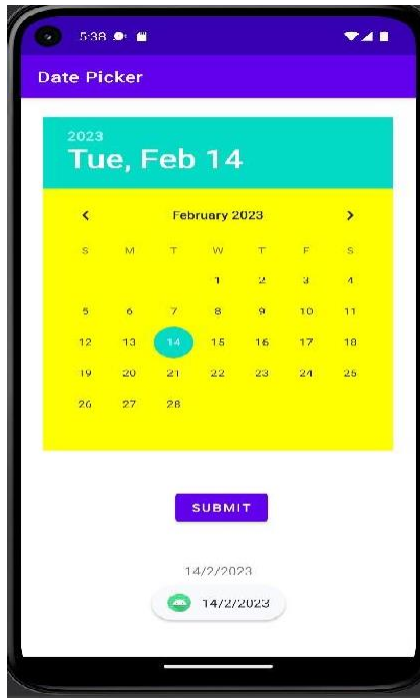 5:38
Date Picker
2023
Tue, Feb 14
February 2023
S M T W T F S
1 2 3 4
5 6 7 8 9 10 11
12 13 14 15 16 17 18
19 20 21 22 23 24 25
26 27 28
SUBMIT
14/2/2023
14/2/2023